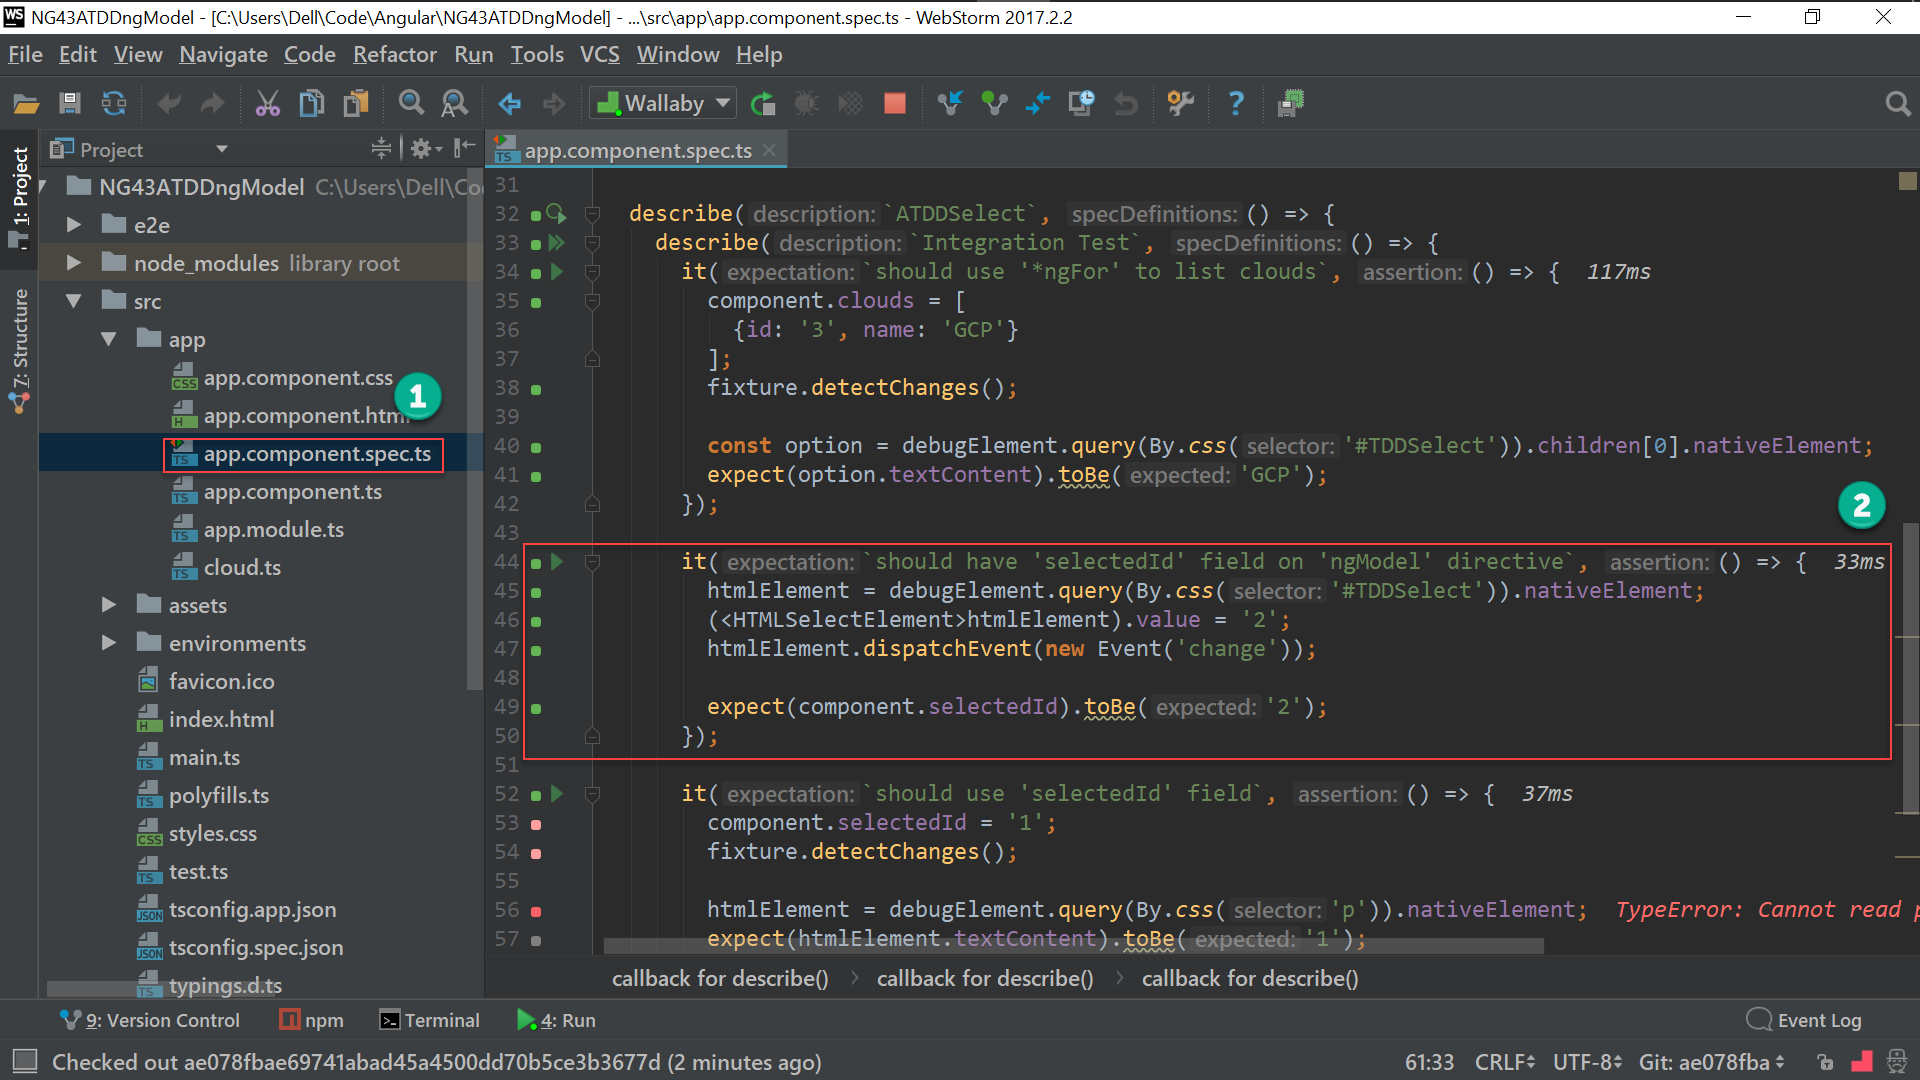 WS NG43ATDDngModel - [C:\Users\Dell\Code\Angular\NG43ATDDngModel] - ...\src\app\app.component.spec.ts - WebStorm 2017.2.2
File Edit View Navigate Code Refactor Run Tools VCS Window Help
Wallaby
1: Project
7: Structure
Project
NG43ATDDngModel C:\Users\Dell\Co
e2e
node_modules library root
src
app
app.component.css
1
app.component.html
app.component.spec.ts
app.component.ts
app.module.ts
cloud.ts
assets
environments
favicon.ico
index.html
main.ts
polyfills.ts
styles.css
test.ts
tsconfig.app.json
tsconfig.spec.json
typings.d.ts
app.component.spec.ts
31
32 describe( description: `ATDDSelect`, specDefinitions: () => {
33 describe( description: `Integration Test`, specDefinitions: () => {
34 it( expectation: `should use '*ngFor' to list clouds`, assertion: () => { 117ms
35 component.clouds = [
36 {id: '3', name: 'GCP'}
37 ];
38 fixture.detectChanges();
39
40 const option = debugElement.query(By.css( selector: '#TDDSelect')).children[0].nativeElement;
41 expect(option.textContent).toBe( expected: 'GCP');
42 });
2
43
44 it( expectation: `should have 'selectedId' field on 'ngModel' directive`, assertion: () => { 33ms
45 htmlElement = debugElement.query(By.css( selector: '#TDDSelect')).nativeElement;
46 (<HTMLSelectElement>htmlElement).value = '2';
47 htmlElement.dispatchEvent(new Event('change'));
48
49 expect(component.selectedId).toBe( expected: '2');
50 });
51
52 it( expectation: `should use 'selectedId' field`, assertion: () => { 37ms
53 component.selectedId = '1';
54 fixture.detectChanges();
55
56 htmlElement = debugElement.query(By.css( selector: 'p')).nativeElement; TypeError: Cannot read p
57 expect(htmlElement.textContent).toBe( expected: '1');
callback for describe() callback for describe() callback for describe()
9: Version Control npm Terminal 4: Run Event Log
Checked out ae078fbae69741abad45a4500dd70b5ce3b3677d (2 minutes ago) 61:33 CRLF UTF-8 Git: ae078fba